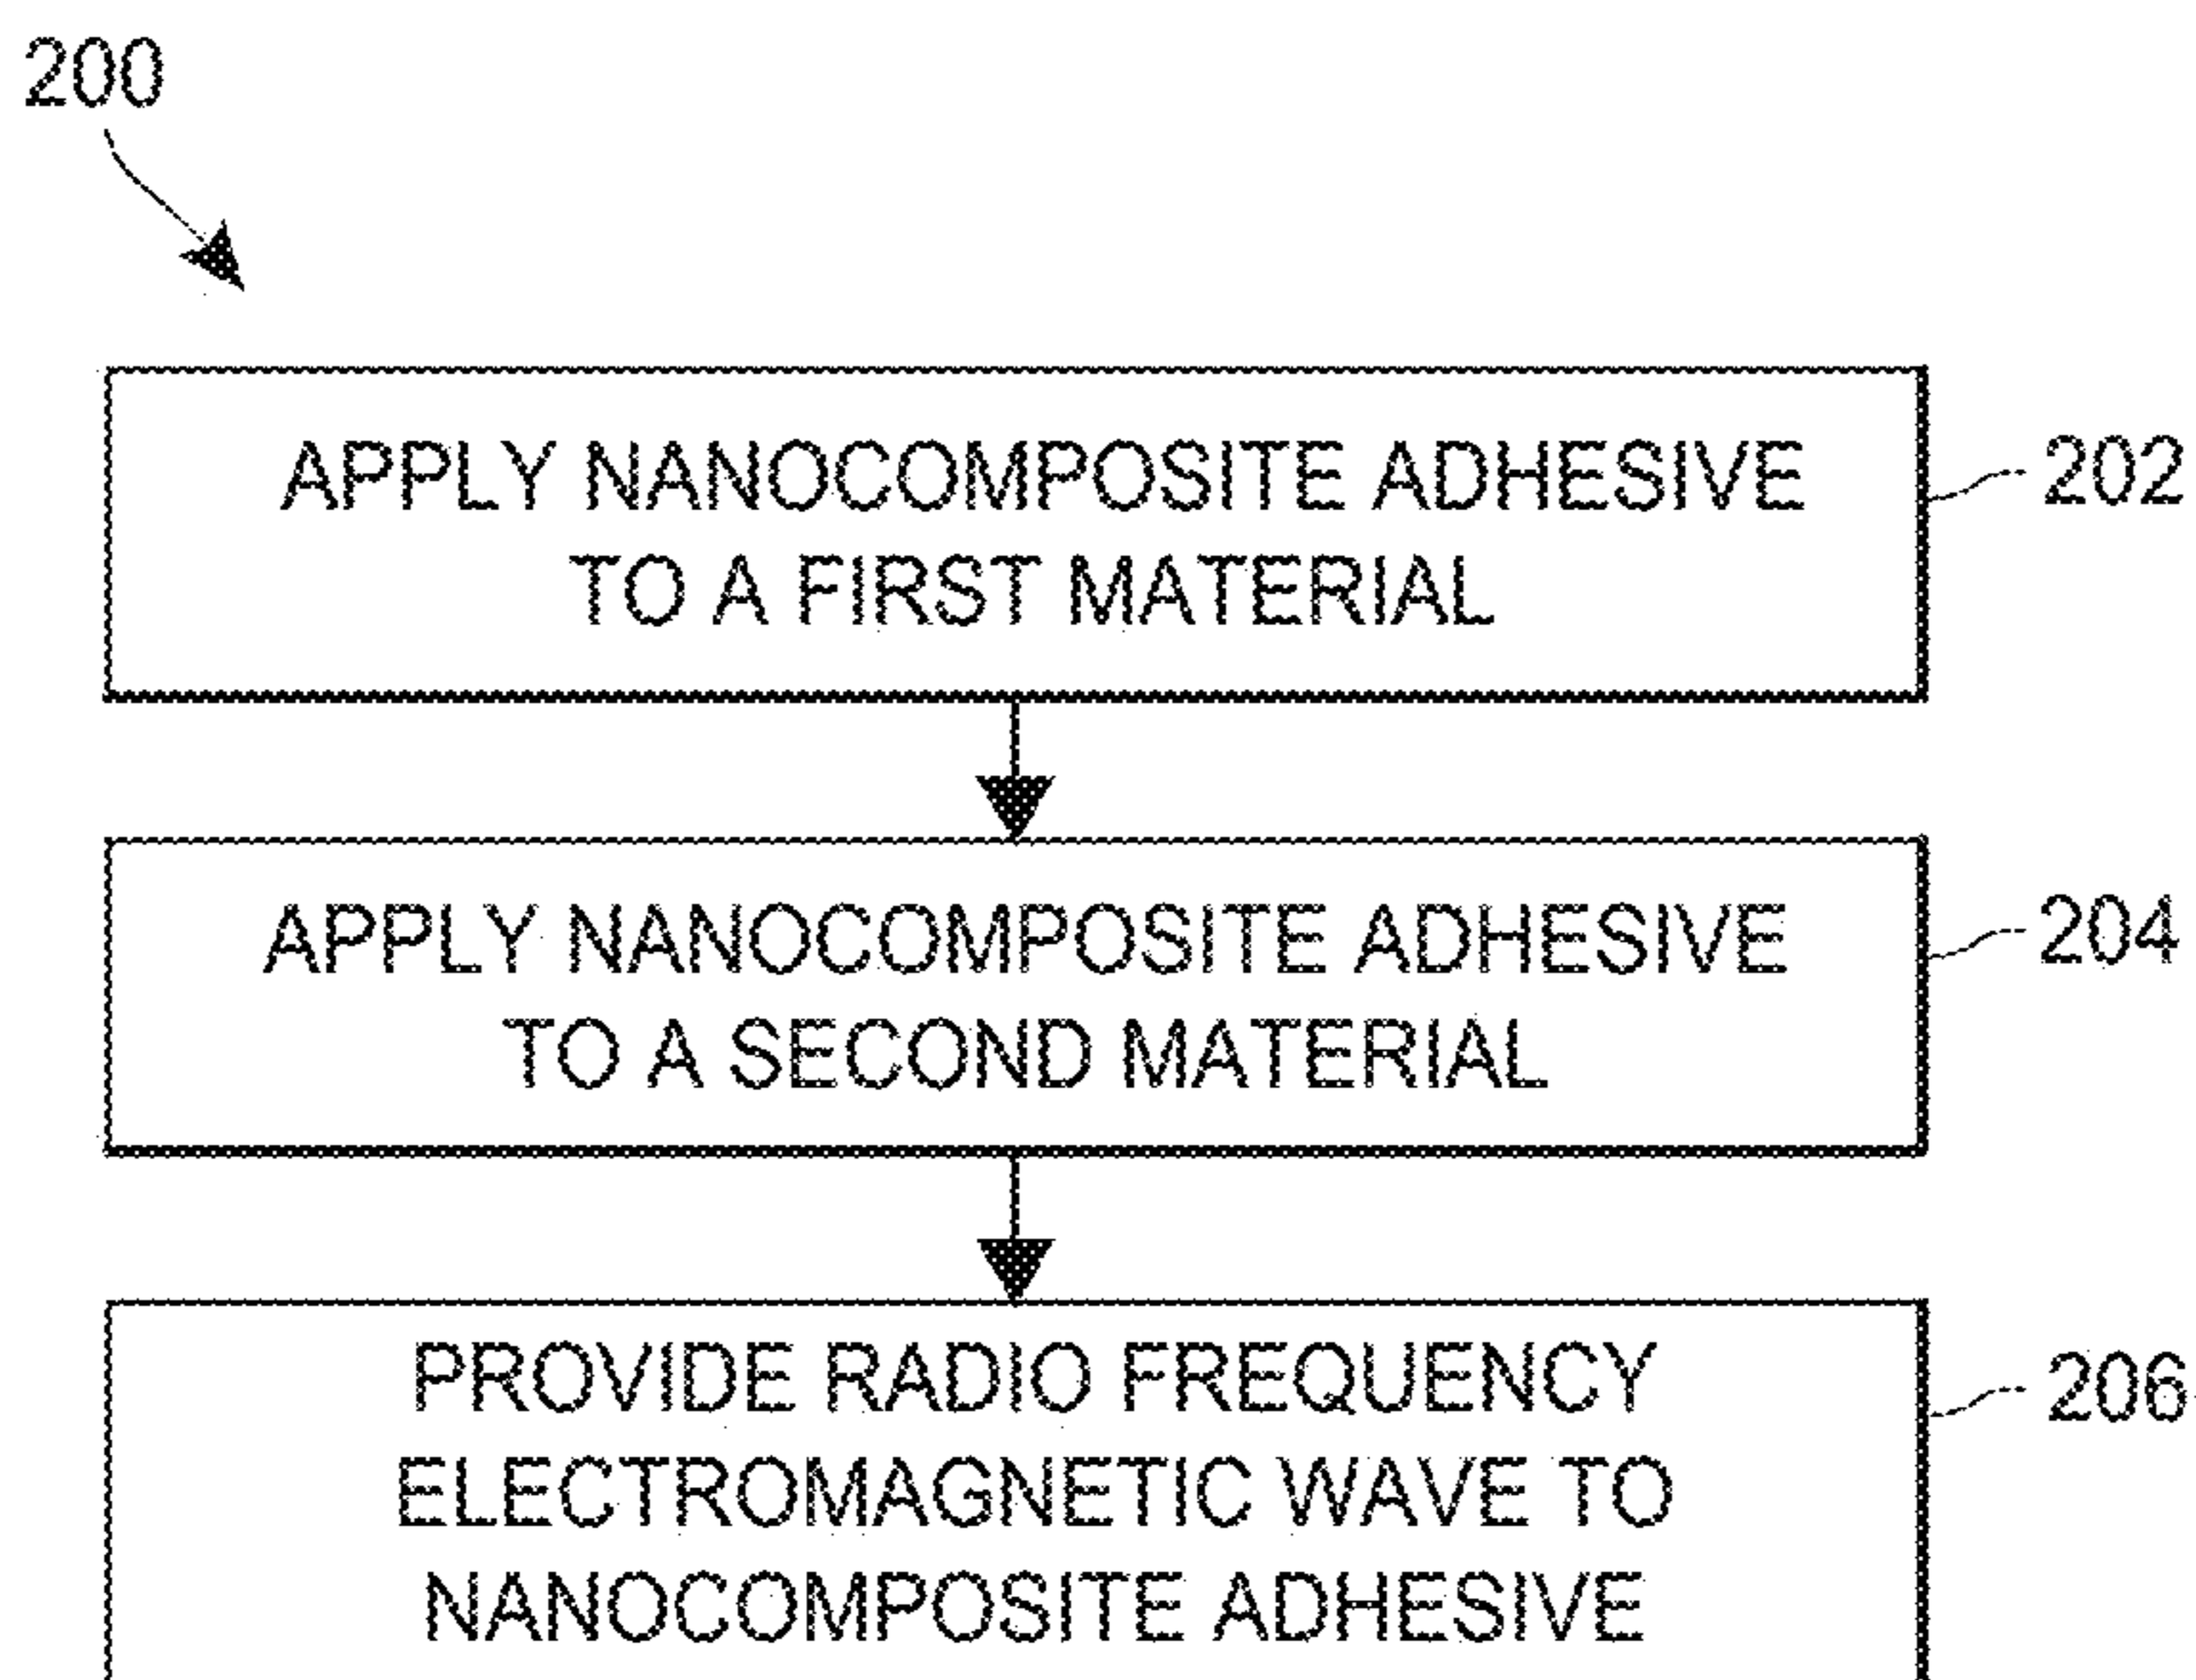 200
APPLY NANOCOMPOSITE ADHESIVE
TO A FIRST MATERIAL
202
APPLY NANOCOMPOSITE ADHESIVE
TO A SECOND MATERIAL
204
PROVIDE RADIO FREQUENCY
ELECTROMAGNETIC WAVE TO
NANOCOMPOSITE ADHESIVE
206